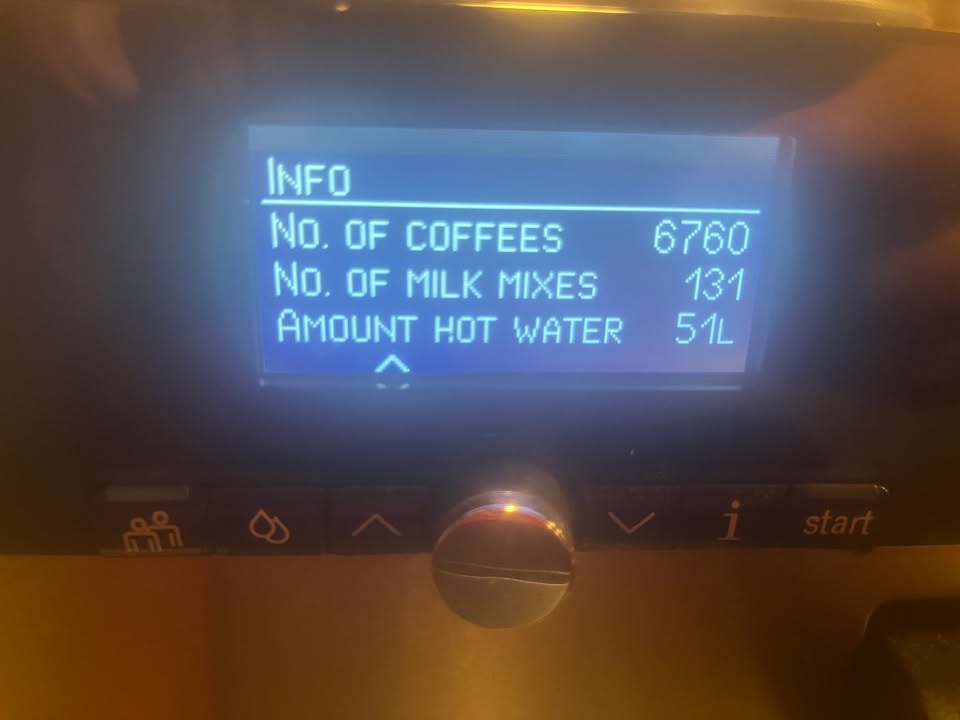 INFO
NO. OF COFFEES 6760
NO. OF MILK MIXES 131
AMOUNT HOT WATER 51L
i start